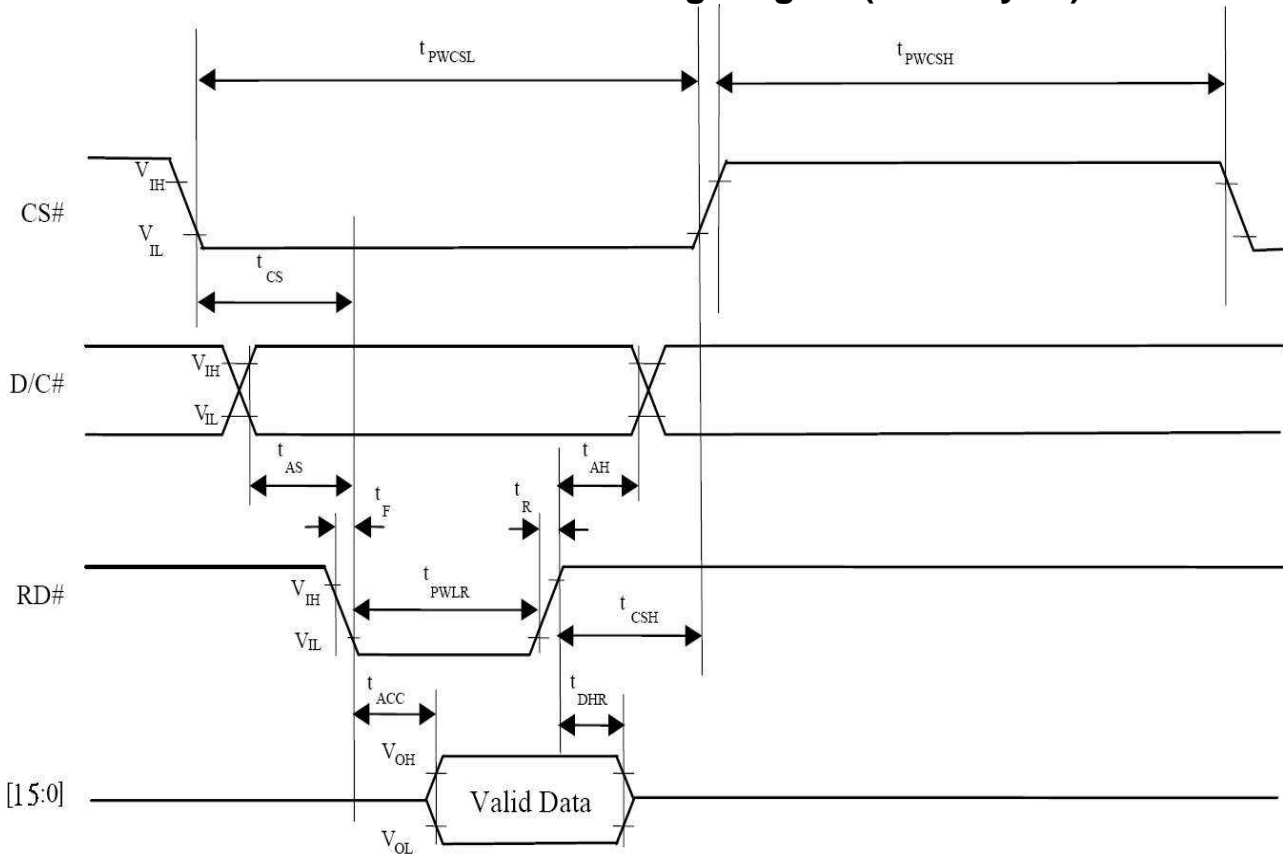 t PWCSL
t PWCSH
CS#
V IH
V IL
t CS
D/C#
V IH
V IL
t AS
t AH
t F
t R
RD#
V IH
V IL
t PWLR
t CSH
t ACC
t DHR
[15:0]
V OH
Valid Data
V OL